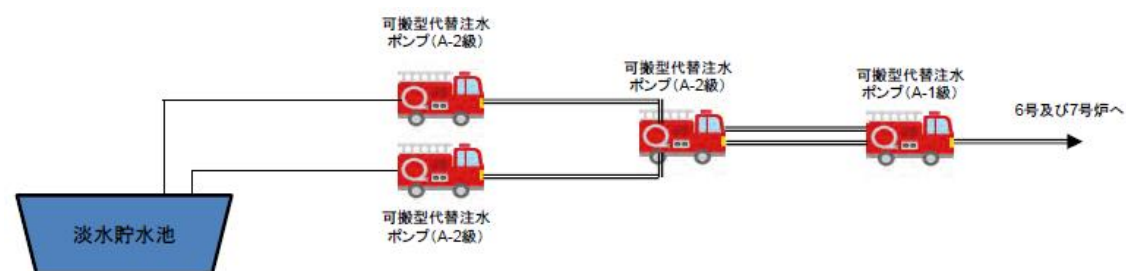 可搬型代替注水
ポンプ(A-2級)
可搬型代替注水
ポンプ(A-2級)
可搬型代替注水
ポンプ(A-1級)
6号及び7号炉へ
可搬型代替注水
ポンプ(A-2級)
淡水貯水池